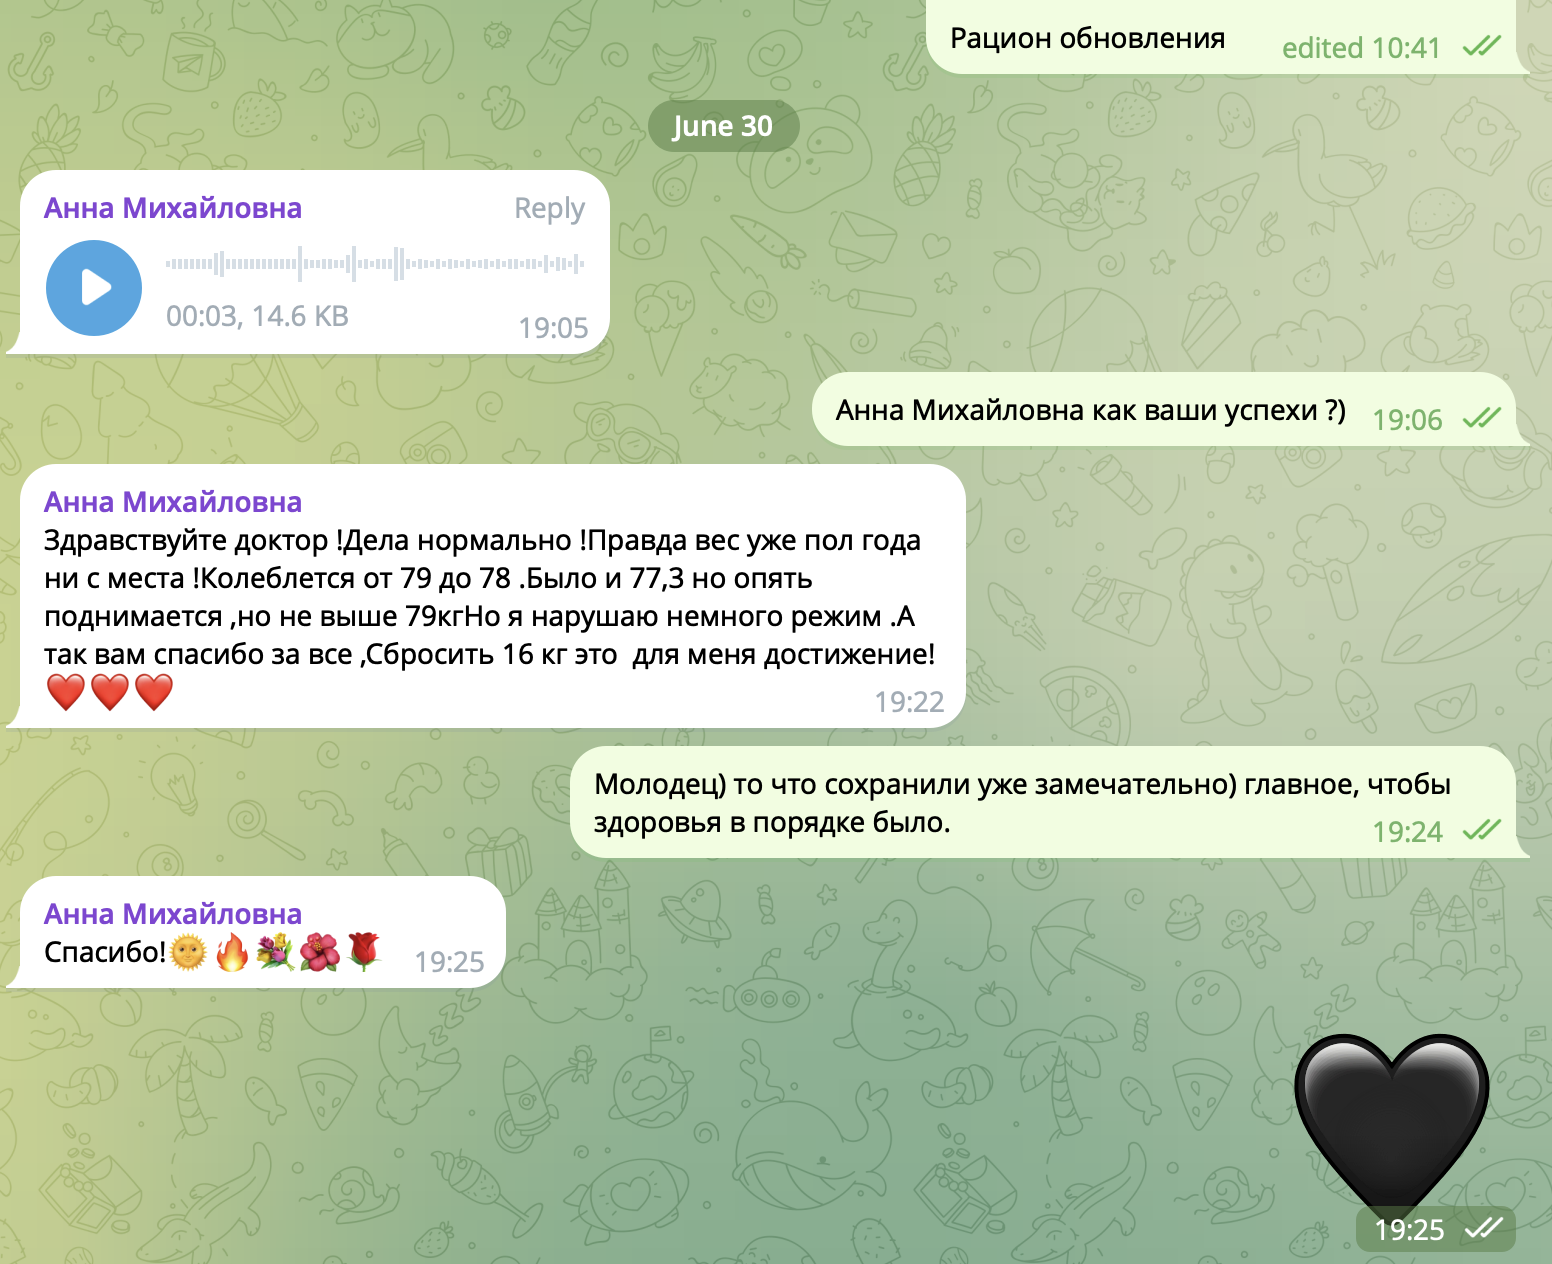 Рацион обновления
edited 10:41
June 30
Анна Михайловна
Reply
00:03, 14.6 KB
19:05
Анна Михайловна как ваши успехи ?)
19:06
Анна Михайловна
Здравствуйте доктор !Дела нормально !Правда вес уже пол года
ни с места !Колеблется от 79 до 78 .Было и 77,3 но опять
поднимается ,но не выше 79кгНо я нарушаю немного режим .А
так вам спасибо за все ,Сбросить 16 кг это  для меня достижение!
❤️❤️❤️
19:22
Молодец) то что сохранили уже замечательно) главное, чтобы
здоровья в порядке было.
19:24
Анна Михайловна
Спасибо!🌞🔥💐🌺🌹
19:25
19:25